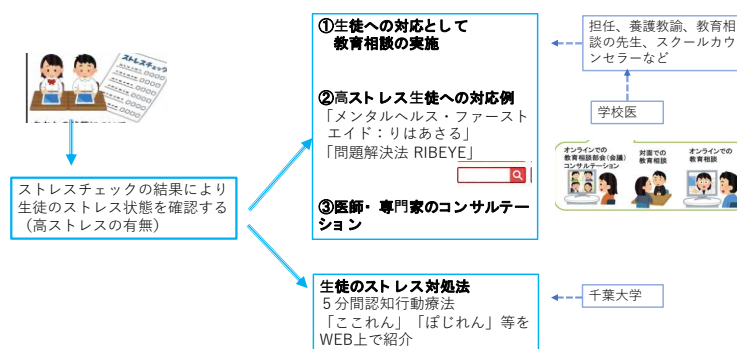 ストレスチェック
ストレスチェックの結果により
生徒のストレス状態を確認する
（高ストレスの有無）
①生徒への対応として
教育相談の実施
②高ストレス生徒への対応例
「メンタルヘルス・ファースト
エイド：りはあさる」
「問題解決法 RIBEYE」
③医師・専門家のコンサルテー
ション
生徒のストレス対処法
５分間認知行動療法
「ここれん」「ぽじれん」等を
WEB上で紹介
担任、養護教諭、教育相
談の先生、スクールカウ
ンセラーなど
学校医
オンラインでの
教育相談部会(会議)
コンサルテーション
対面での
教育相談
オンラインでの
教育相談
千葉大学